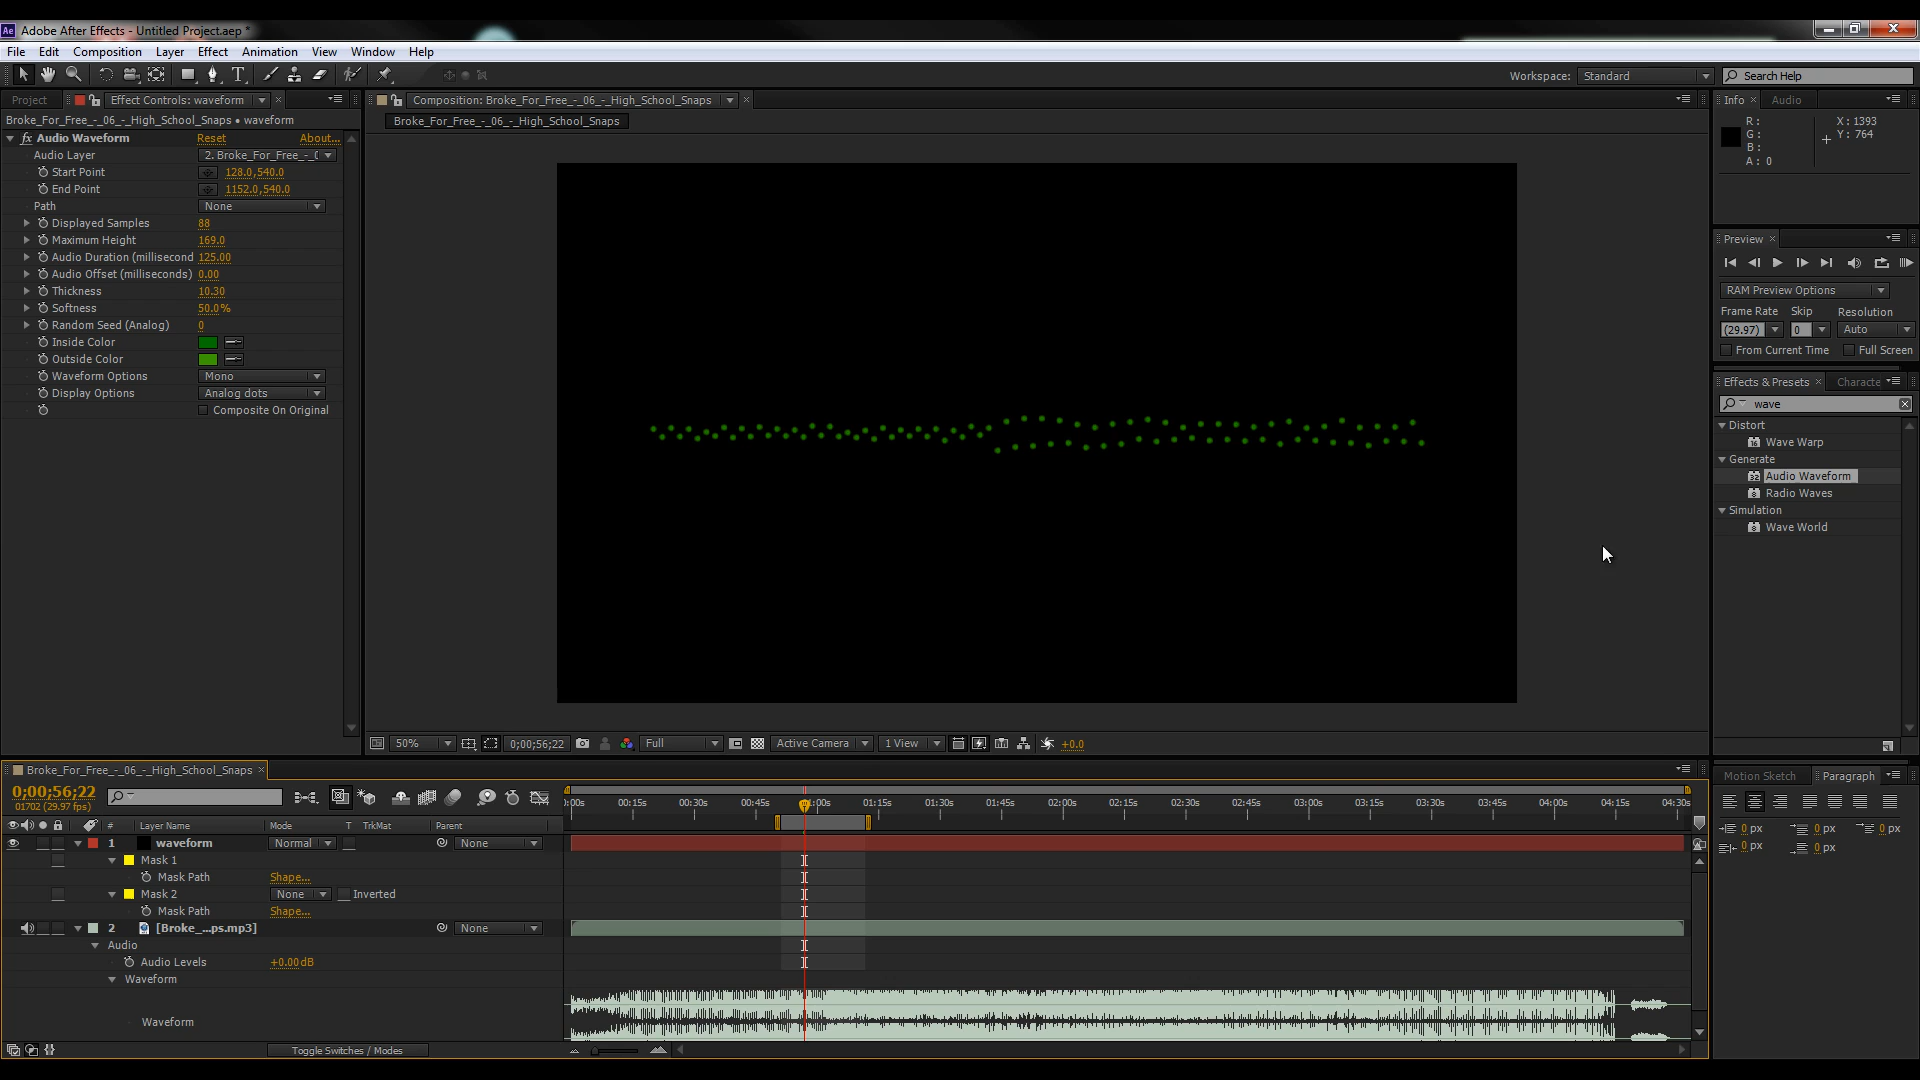 Ae Adobe After Effects - Untitled Project.aep *
File Edit Composition Layer Effect Animation View Window Help
Workspace: Standard Search Help
Project Effect Controls: waveform
Broke_For_Free_-_06_-_High_School_Snaps • waveform
fx Audio Waveform Reset About...
Audio Layer 2. Broke_For_Free_-_0
Start Point 128.0,540.0
End Point 1152.0,540.0
Path None
Displayed Samples 88
Maximum Height 169.0
Audio Duration (millisecond 125.00
Audio Offset (milliseconds) 0.00
Thickness 10.30
Softness 50.0%
Random Seed (Analog) 0
Inside Color
Outside Color
Waveform Options Mono
Display Options Analog dots
Composite On Original
Composition: Broke_For_Free_-_06_-_High_School_Snaps
Broke_For_Free_-_06_-_High_School_Snaps
50% 0;00;56;22 Full Active Camera 1 View +0.0
Info Audio
R: X: 1393
G: Y: 764
B:
A: 0
Preview
RAM Preview Options
Frame Rate Skip Resolution
(29.97) 0 Auto
From Current Time Full Screen
Effects & Presets Characte
wave
Distort
Wave Warp
Generate
Audio Waveform
Radio Waves
Simulation
Wave World
Motion Sketch Paragraph
0 px 0 px 0 px
0 px 0 px
Broke_For_Free_-_06_-_High_School_Snaps
0;00;56;22
01702 (29.97 fps)
# Layer Name Mode T TrkMat Parent
1 waveform Normal None
Mask 1
Mask Path Shape...
Mask 2 None Inverted
Mask Path Shape...
2 [Broke_...ps.mp3] None
Audio
Audio Levels +0.00dB
Waveform
Waveform
Toggle Switches / Modes
):00s 00:15s 00:30s 00:45s 1:00s 01:15s 01:30s 01:45s 02:00s 02:15s 02:30s 02:45s 03:00s 03:15s 03:30s 03:45s 04:00s 04:15s 04:30s